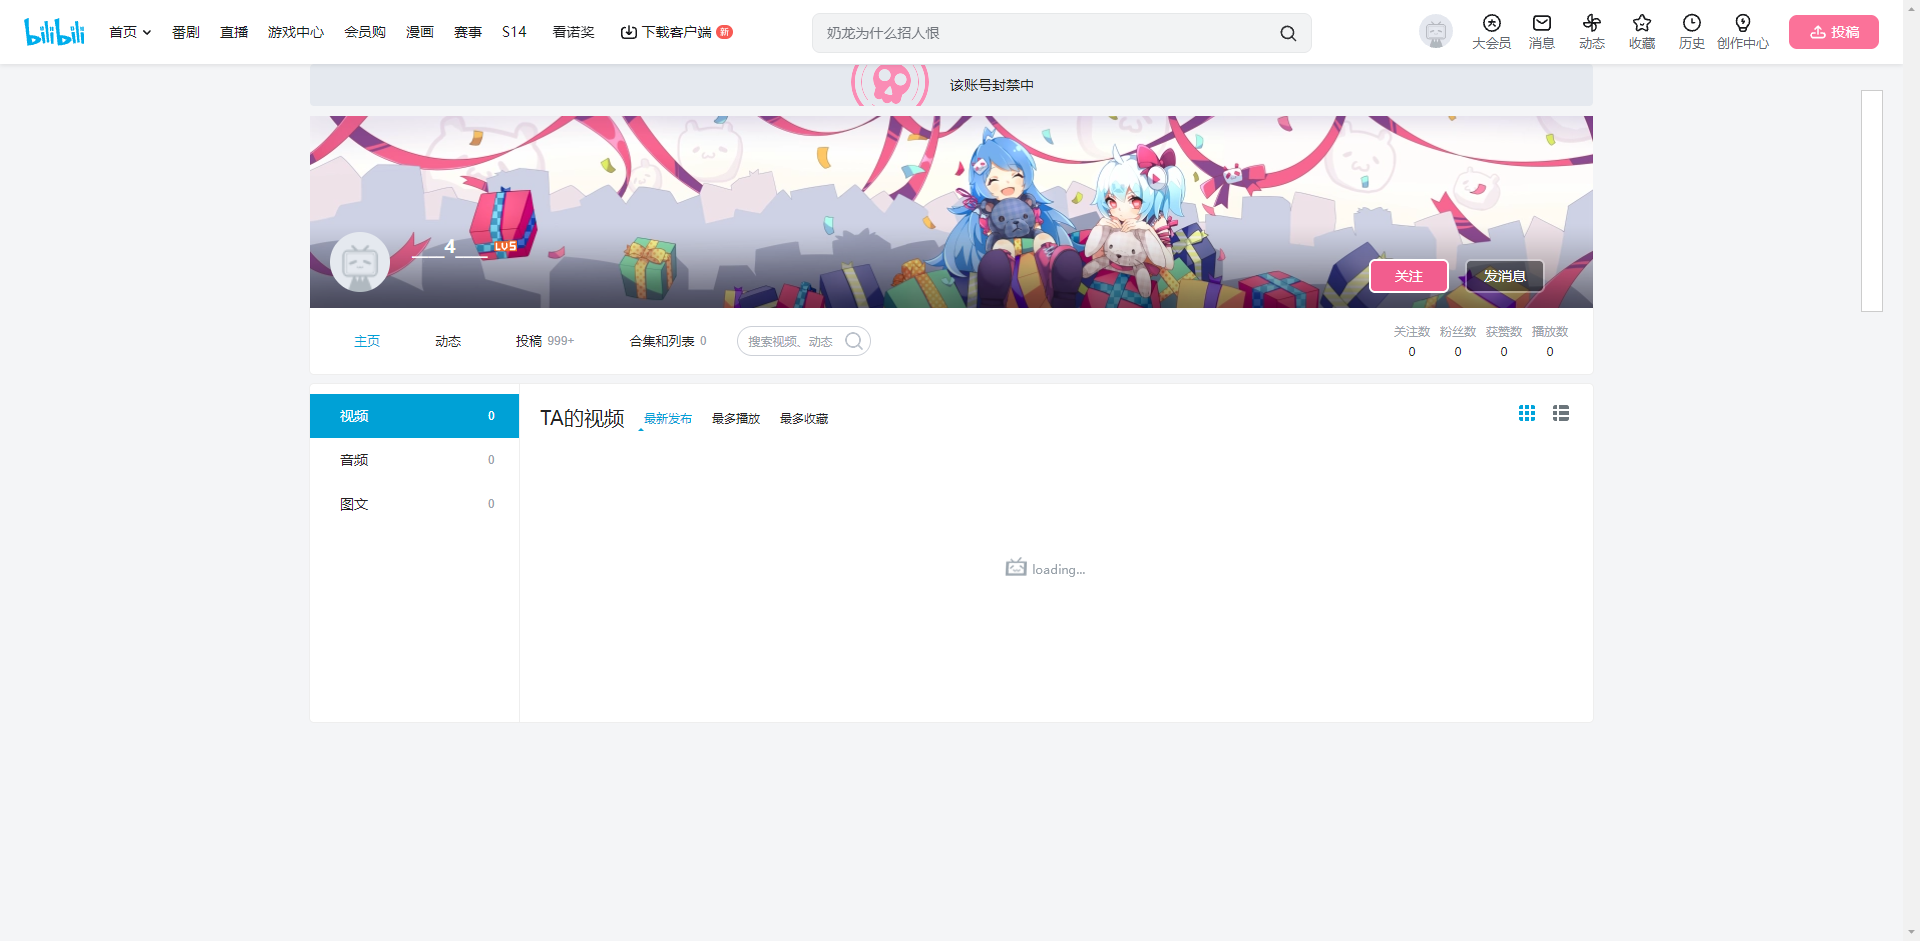 bilibili 首页 番剧 直播 游戏中心 会员购 漫画 赛事 S14 看诺奖 下载客户端 新 奶龙为什么招人恨 大会员 消息 动态 收藏 历史 创作中心 投稿
该账号封禁中
__4__ LV5
关注 发消息
主页 动态 投稿 999+ 合集和列表 0 搜索视频、动态 关注数 粉丝数 获赞数 播放数
0 0 0 0
视频 0
音频 0
图文 0
TA的视频 最新发布 最多播放 最多收藏
loading...